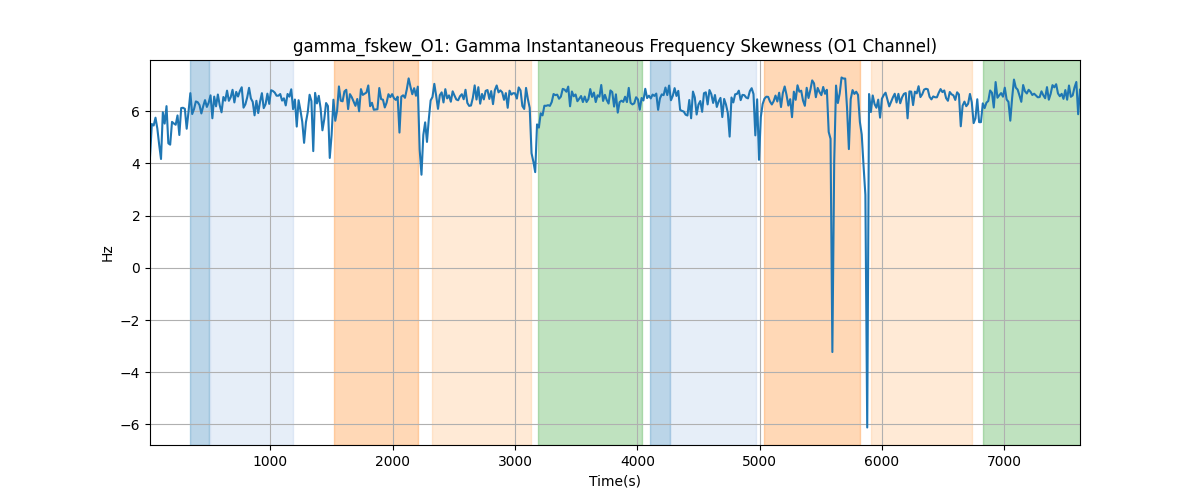 gamma_fskew_O1: Gamma Instantaneous Frequency Skewness (O1 Channel)
6
4
2
0
−2
−4
−6
Hz
1000 2000 3000 4000 5000 6000 7000
Time(s)